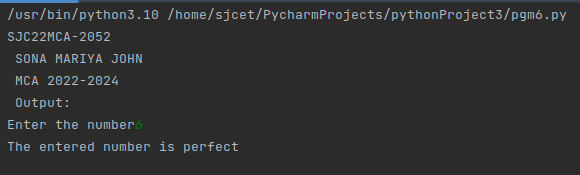 /usr/bin/python3.10 /home/sjcet/PycharmProjects/pythonProject3/pgm6.py
SJC22MCA-2052
SONA MARIYA JOHN
MCA 2022-2024
Output:
Enter the number6
The entered number is perfect